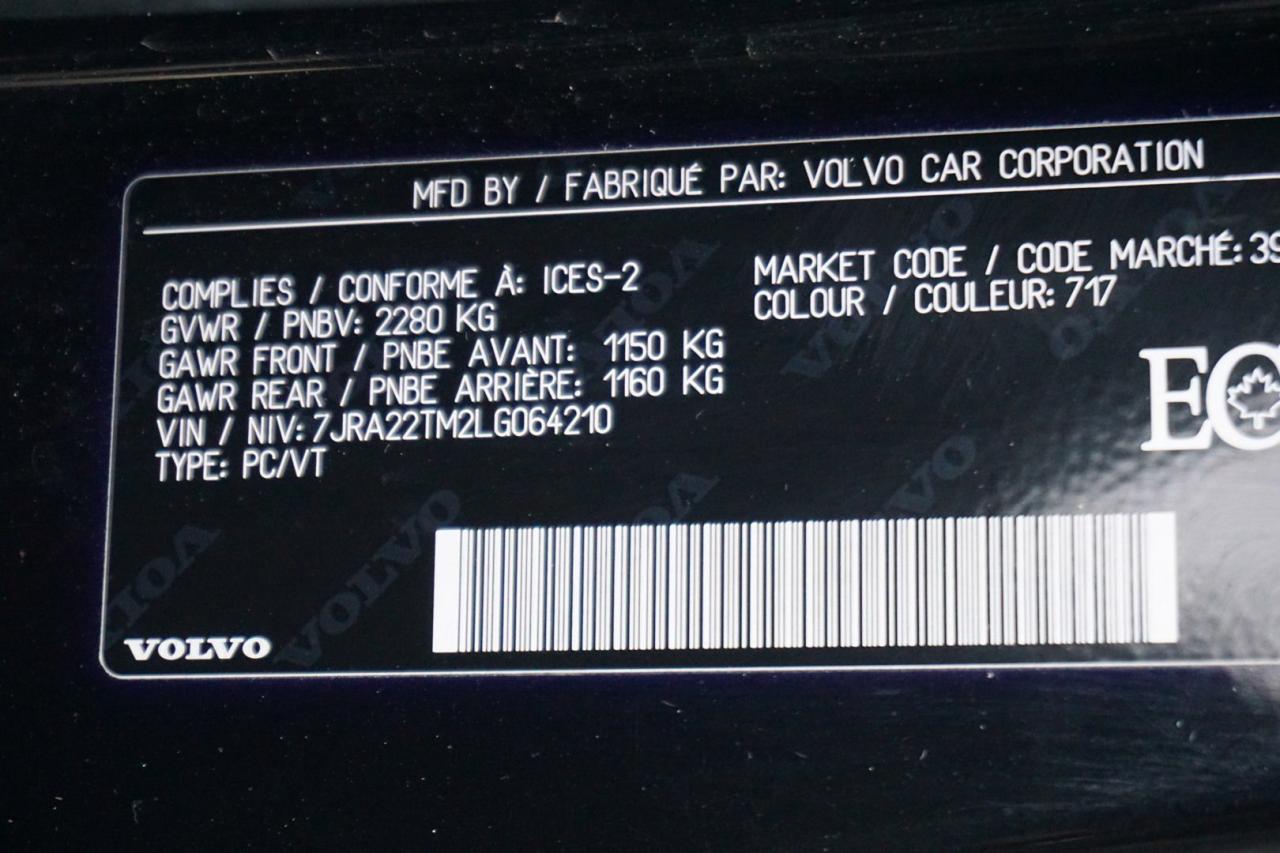 MFD BY / FABRIQUÉ PAR: VOLVO CAR CORPORATION
COMPLIES / CONFORME À: ICES-2
GVWR / PNBV: 2280 KG
GAWR FRONT / PNBE AVANT: 1150 KG
GAWR REAR / PNBE ARRIÈRE: 1160 KG
VIN / NIV: 7JRA22TM2LG064210
TYPE: PC/VT
MARKET CODE / CODE MARCHÉ: 39
COLOUR / COULEUR: 717
EC
VOLVO